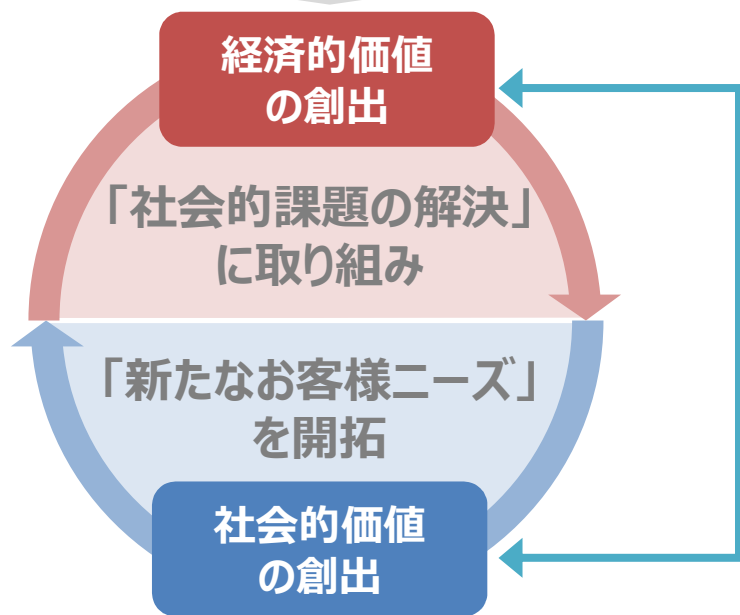 経済的価値
の創出
「社会的課題の解決」
に取り組み
「新たなお客様ニーズ」
を開拓
社会的価値
の創出